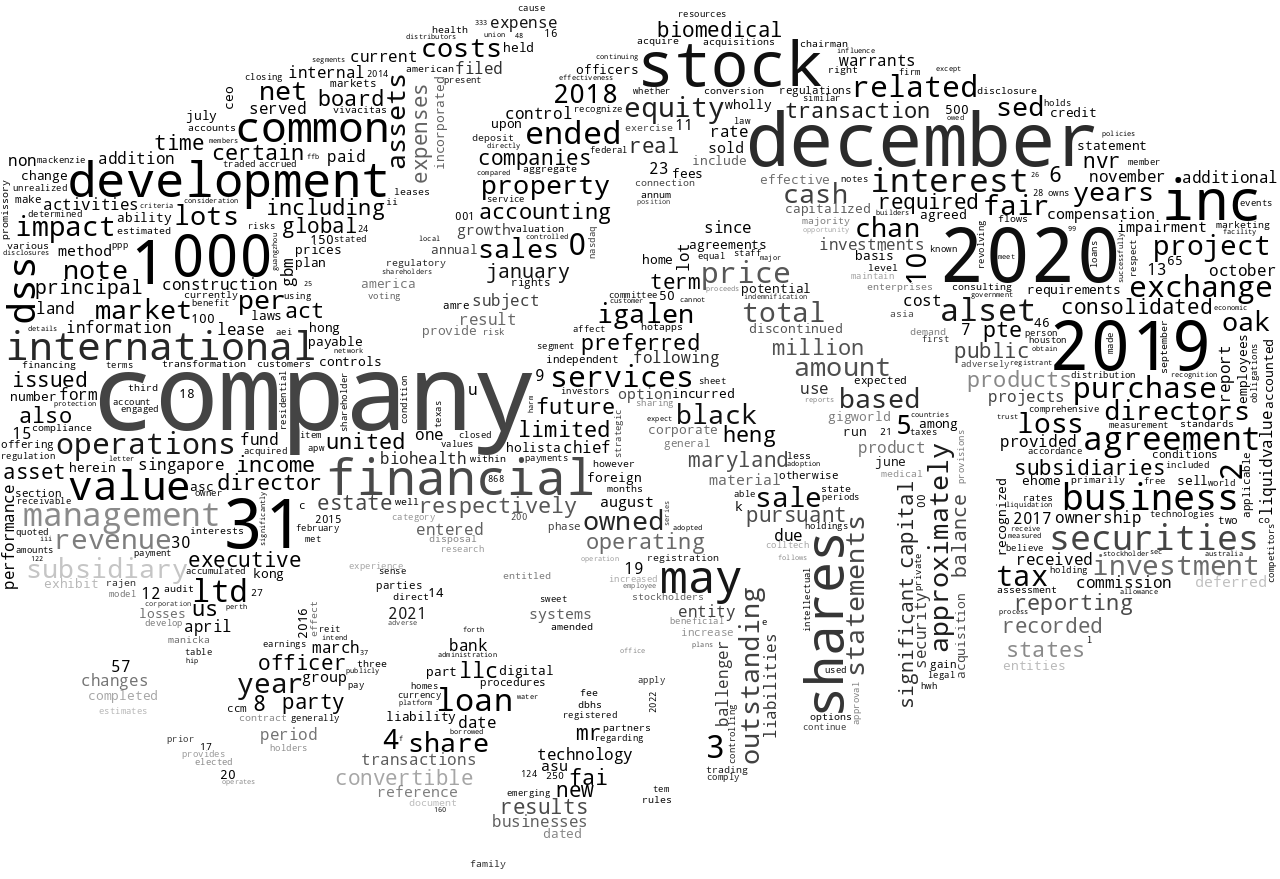 cause
resources
health 333 expense
biomedical
distributors union 48 16
acquire acquisitions chairman
segments current costs held
continuing stock influence
closing internal 2014 american filed
officers warrants
markets present
effectiveness right firm except
ceo net board assets
2018 whether conversion regulations related disclosure
served vivacitas expenses incorporated
control recognize equity wholly similar sed holds
july common
upon transaction 500 credit
accounts members
deposit ended exercise 11 law owed
time certain ffb paid
directly federal real rate december policies
non mackenzie addition traded accrued
companies sold statement
change development
compared aggregate 23 fees include nvr member
unrealized consideration leases
property connection effective notes interest 26 6 november additional
make activities criteria including ii
service annum cash required 28 owns years inc events
promissory determined lots risks
001 accounting position capitalized builders fair compensation
impact ability estimated global 24
growth valuation majority chan agreed flows 99 impairment marketing
various 1 000 150 stated
local sales 0 nasdaq since opportunity 2020 facility
disclosures method PPP prices
annual controlled home agreements investments known revolving loans successfully respect project
dss note guangzhou gbm plan
regulatory january lot equal staff major basis 10 meet 13 65 october
principal construction 25
shareholders rights term price level consulting requirements exchange
land currently benefit per using
america voting committee 50 cannot proceeds potential maintain government
market 100 laws act
amre subject igalen customer indemnification enterprises cost alset consolidated economic
information lease aei hong
provide risk result affect hotapps total asia 7 pte 46 oak
details payable network
segment preferred discontinued demand first person houston 2019 made september
international controls
independent following million public obtain
financing terms transformation customers
services investors sheet amount adversely registrant distribution recognition report employees obligations
issued third 18 company u 9
option sharing incurred use expected products purchase
number form account residential shareholder condition texas harm future strategic reports based projects
also protection engaged
limited expect black gigworld 5 countries trust comprehensive directors
15 compliance item one closed
corporate heng run 21 among taxes loss measurement standards accounted
offering operations fund united values holista chief
general product provided accordance agreement
regulation letter acquired apw
biohealth within payments maryland less adoption june conditions value
asset herein singapore income
financial 868 however foreign material otherwise medical subsidiaries included 2 applicable liquid
section value asc owner director
months able sale state periods approximately provisions ehome primarily free sell world
receivable significantly c estate well respectively
august k pursuant recognized rates liquidation business
performance management 31 2015
category 200 phase owned series adopted due holdings 00 2017 ownership technologies two
quoted interests february entered
operating colltech statements receive measured securities
iii revenue 30 met disposal
registration follows believe stockholder sec australia competitors
amounts 122 payment executive research
operation 19 may received holding investment
subsidiary accumulated kong experience
increased employee shares intellectual significant capital security private balance acquisition tax commission deferred
exhibit rajen audit 27 parties entitled
stockholders assessment allowance
model 12 ltd direct 14
entity outstanding e reporting
corporation us perth 2016 effect 2021 sweet systems
beneficial process recorded
losses develop april adverse amended
increase liabilities states 1
manicka reit intend forth
plans ballenger entities
table hip earnings march 37 bank office
gain legal
57 officer three administration
hwh
changes group publicly part llc digital apply
used
completed year pay homes procedures 2022
options approval
estimates ccm 8 party currency platform loan water fee
continue
contract generally liability dbhs registered
controlling
prior period date borrowed mr partners regarding
3
17 holders 4 f share
trading comply
provides elected transactions technology
20 operates convertible asu 124 250 fai
reference emerging new tem rules
document 160 results
businesses
dated
family